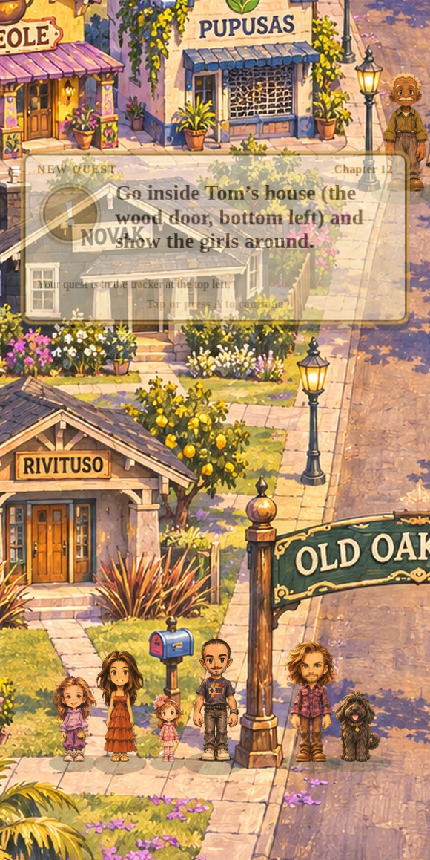 EOLE
PUPUSAS
NEW QUEST
Chapter 12
Go inside Tom's house (the
wood door, bottom left) and
show the girls around.
NOVAK
Your quest is in the tracker at the top left.
Tap or press A to continue
RIVITUSO
OLD OAK